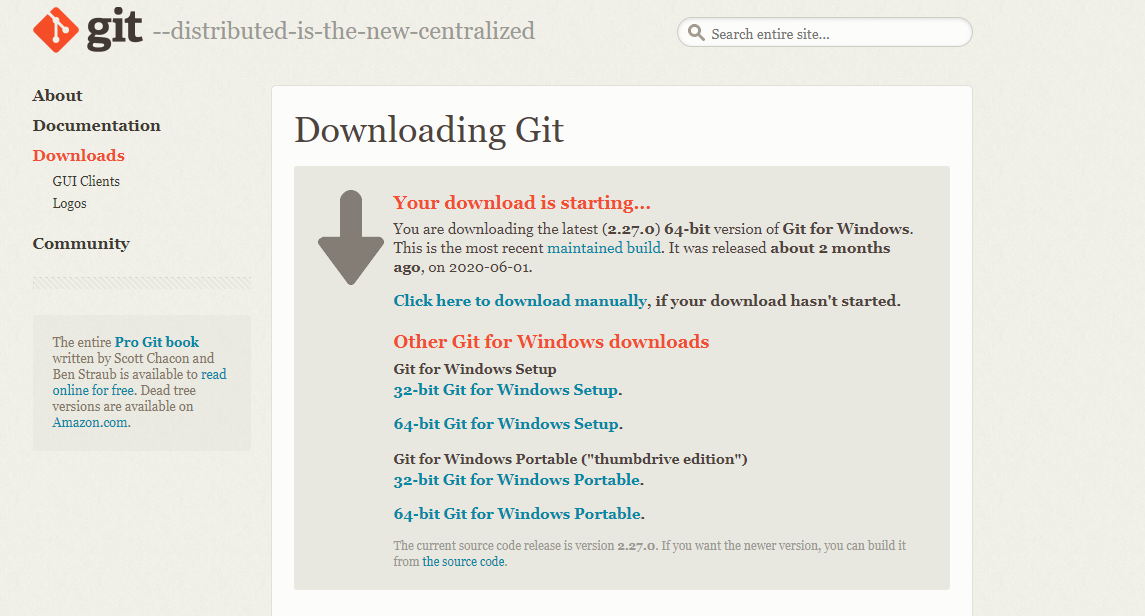 git --distributed-is-the-new-centralized
Search entire site...
About
Documentation
Downloads
GUI Clients
Logos
Community
The entire Pro Git book
written by Scott Chacon and
Ben Straub is available to read
online for free. Dead tree
versions are available on
Amazon.com.
Downloading Git
Your download is starting...
You are downloading the latest (2.27.0) 64-bit version of Git for Windows.
This is the most recent maintained build. It was released about 2 months
ago, on 2020-06-01.
Click here to download manually, if your download hasn't started.
Other Git for Windows downloads
Git for Windows Setup
32-bit Git for Windows Setup.
64-bit Git for Windows Setup.
Git for Windows Portable ("thumbdrive edition")
32-bit Git for Windows Portable.
64-bit Git for Windows Portable.
The current source code release is version 2.27.0. If you want the newer version, you can build it
from the source code.